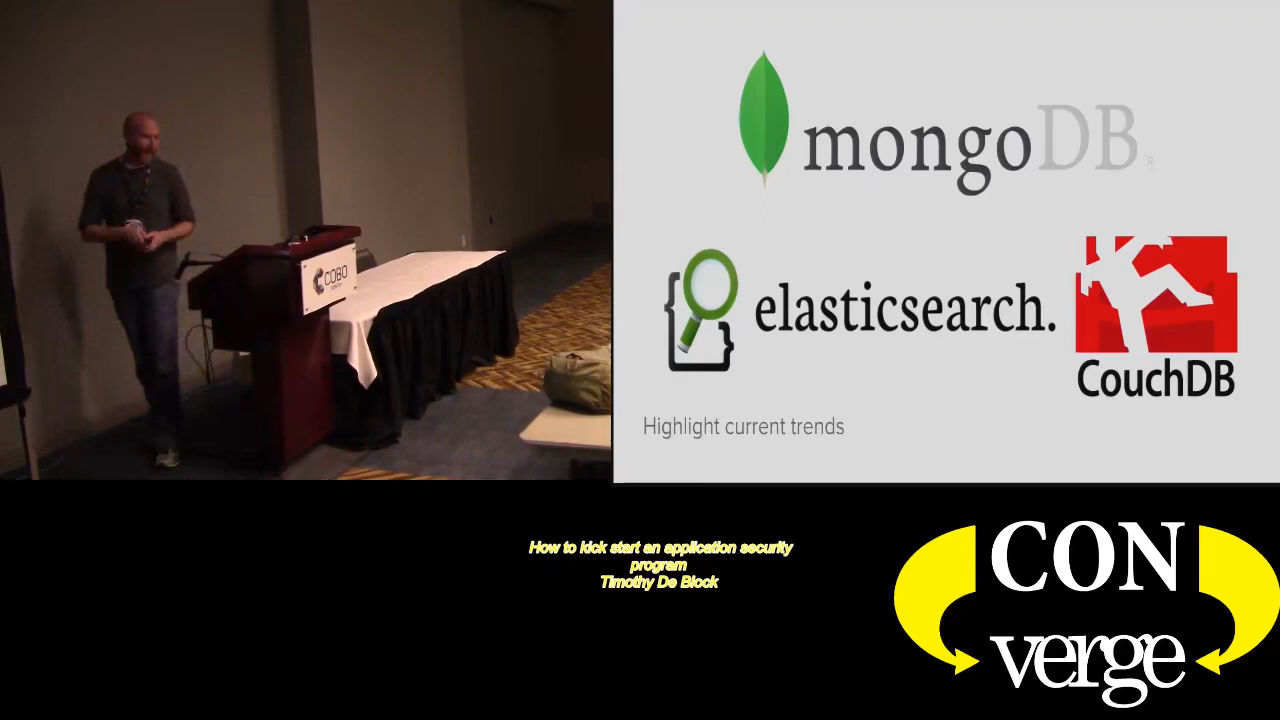 mongoDB
elasticsearch.
CouchDB
Highlight current trends
COBO
How to kick start an application security
program
Timothy De Block
CON
verge